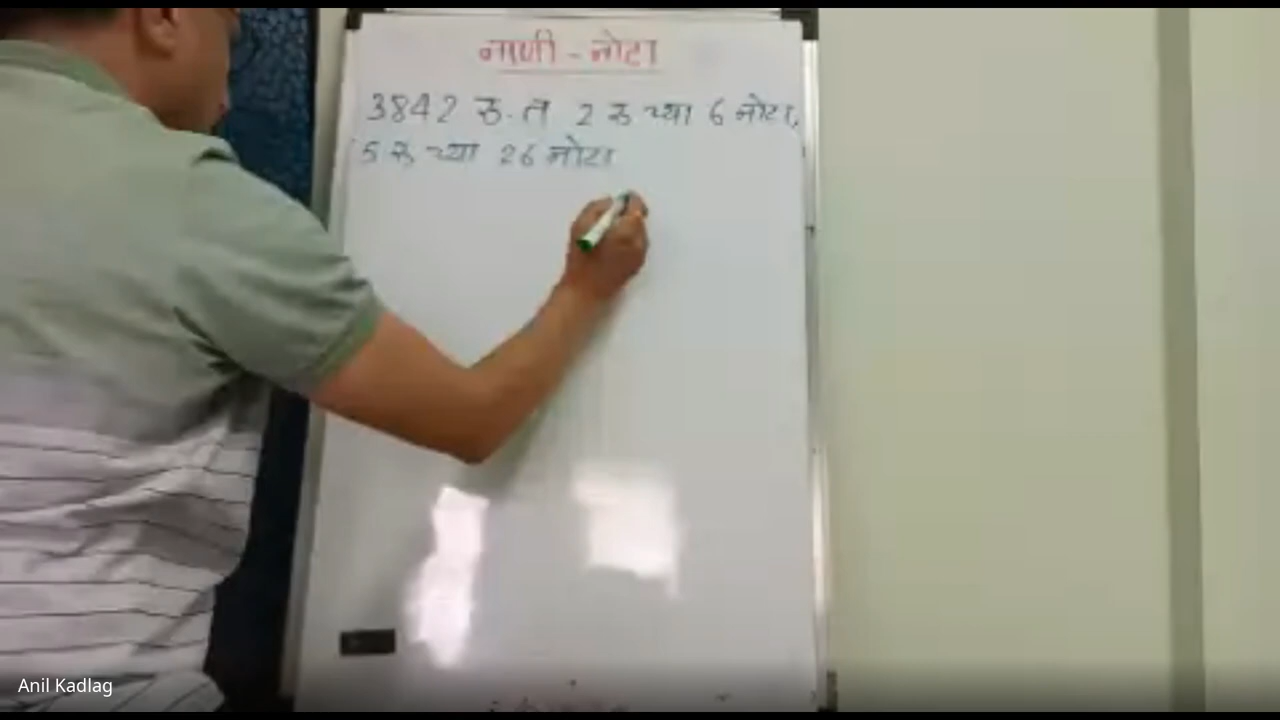 नाणी - नोटा
3842 रु. त 2 रु च्या 6 नोटा,
5 रु च्या 26 नोटा
Anil Kadlag